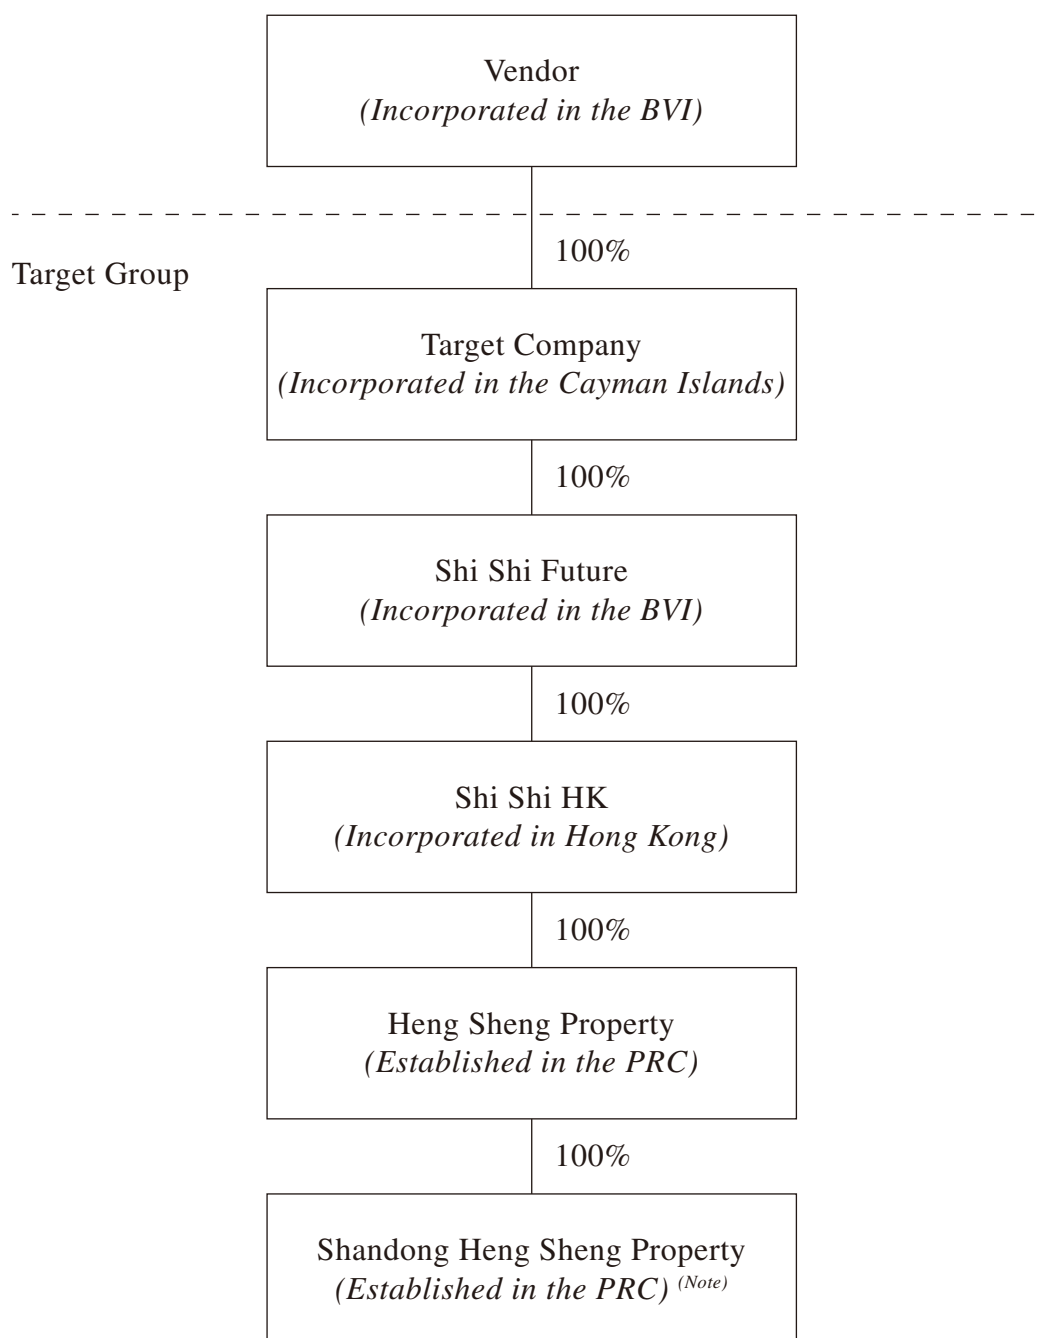 Vendor
(Incorporated in the BVI)
100%
Target Group
Target Company
(Incorporated in the Cayman Islands)
100%
Shi Shi Future
(Incorporated in the BVI)
100%
Shi Shi HK
(Incorporated in Hong Kong)
100%
Heng Sheng Property
(Established in the PRC)
100%
Shandong Heng Sheng Property
(Established in the PRC) (Note)